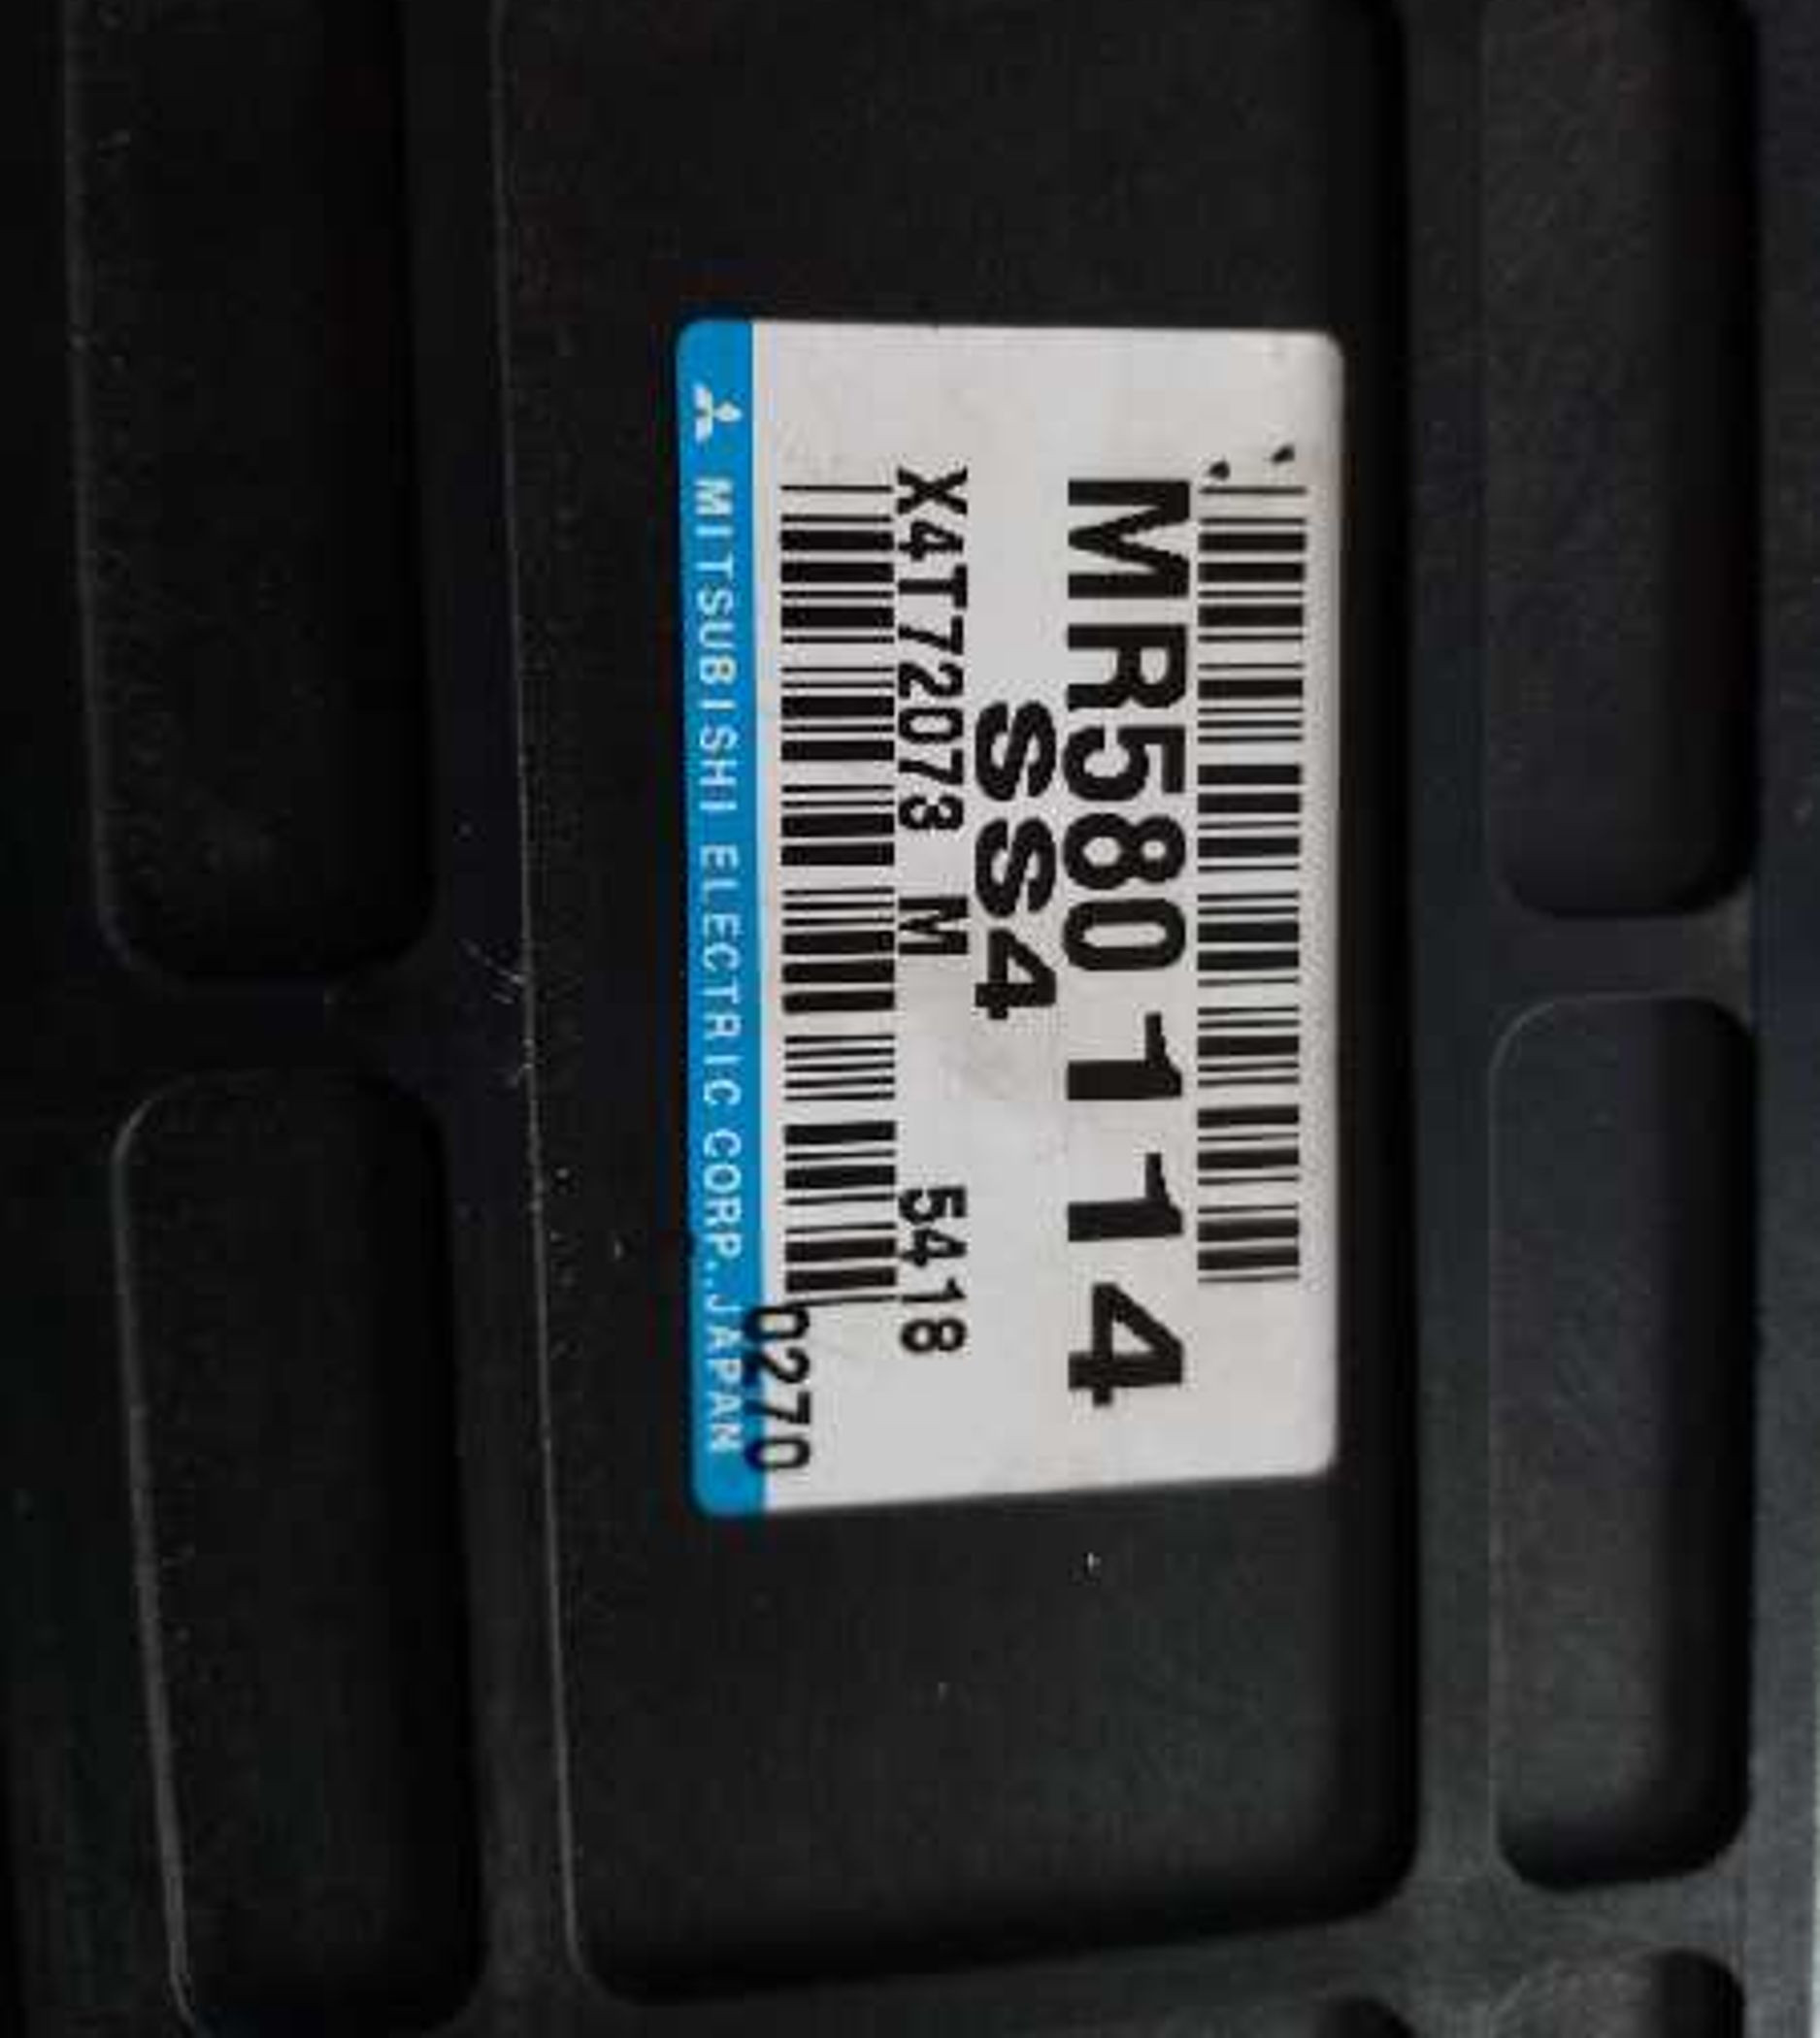 MR580114
SS4
X4T72073 M 5418
0270
MITSUBISHI ELECTRIC CORP.,JAPAN